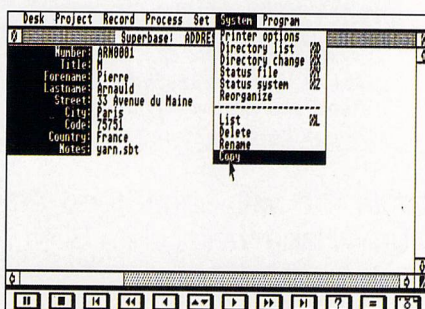 Desk Project Record Process Set System Program
Superbase: ADDRE
Number: ARN0001
Title: M
Forename: Pierre
Lastname: Arnauld
Street: 33 Avenue du Maine
City: Paris
Code: 75751
Country: France
Notes: yarn.sbt
Printer options
Directory list
Directory change
Status file
Status system
Reorganize
List
Delete
Rename
Copy
? =